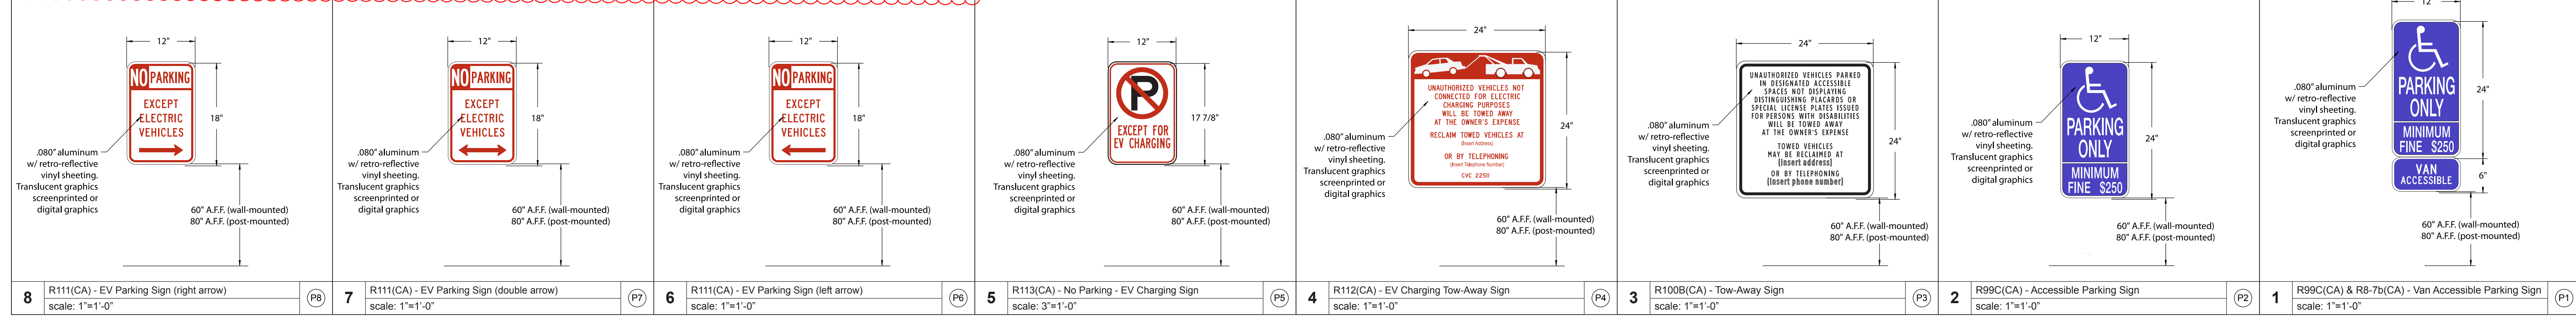 12"
NO PARKING
EXCEPT
ELECTRIC
VEHICLES
18"
.080" aluminum
w/ retro-reflective
vinyl sheeting.
Translucent graphics
screenprinted or
digital graphics
60" A.F.F. (wall-mounted)
80" A.F.F. (post-mounted)
8
R111(CA) - EV Parking Sign (right arrow)
scale: 1"=1'-0"
P8
12"
NO PARKING
EXCEPT
ELECTRIC
VEHICLES
18"
.080" aluminum
w/ retro-reflective
vinyl sheeting.
Translucent graphics
screenprinted or
digital graphics
60" A.F.F. (wall-mounted)
80" A.F.F. (post-mounted)
7
R111(CA) - EV Parking Sign (double arrow)
scale: 1"=1'-0"
P7
12"
NO PARKING
EXCEPT
ELECTRIC
VEHICLES
18"
.080" aluminum
w/ retro-reflective
vinyl sheeting.
Translucent graphics
screenprinted or
digital graphics
60" A.F.F. (wall-mounted)
80" A.F.F. (post-mounted)
6
R111(CA) - EV Parking Sign (left arrow)
scale: 1"=1'-0"
P6
12"
P
EXCEPT FOR
EV CHARGING
17 7/8"
.080" aluminum
w/ retro-reflective
vinyl sheeting.
Translucent graphics
screenprinted or
digital graphics
60" A.F.F. (wall-mounted)
80" A.F.F. (post-mounted)
5
R113(CA) - No Parking - EV Charging Sign
scale: 3"=1'-0"
P5
24"
UNAUTHORIZED VEHICLES NOT
CONNECTED FOR ELECTRIC
CHARGING PURPOSES
WILL BE TOWED AWAY
AT THE OWNER'S EXPENSE
RECLAIM TOWED VEHICLES AT
(Insert Address)
OR BY TELEPHONING
(Insert Telephone Number)
CVC 22511
24"
.080" aluminum
w/ retro-reflective
vinyl sheeting.
Translucent graphics
screenprinted or
digital graphics
60" A.F.F. (wall-mounted)
80" A.F.F. (post-mounted)
4
R112(CA) - EV Charging Tow-Away Sign
scale: 1"=1'-0"
P4
24"
UNAUTHORIZED VEHICLES PARKED
IN DESIGNATED ACCESSIBLE
SPACES NOT DISPLAYING
DISTINGUISHING PLACARDS OR
SPECIAL LICENSE PLATES ISSUED
FOR PERSONS WITH DISABILITIES
WILL BE TOWED AWAY
AT THE OWNER'S EXPENSE
TOWED VEHICLES
MAY BE RECLAIMED AT
(Insert address)
OR BY TELEPHONING
(Insert phone number)
24"
.080" aluminum
w/ retro-reflective
vinyl sheeting.
Translucent graphics
screenprinted or
digital graphics
60" A.F.F. (wall-mounted)
80" A.F.F. (post-mounted)
3
R100B(CA) - Tow-Away Sign
scale: 1"=1'-0"
P3
12"
PARKING
ONLY
MINIMUM
FINE $250
24"
.080" aluminum
w/ retro-reflective
vinyl sheeting.
Translucent graphics
screenprinted or
digital graphics
60" A.F.F. (wall-mounted)
80" A.F.F. (post-mounted)
2
R99C(CA) - Accessible Parking Sign
scale: 1"=1'-0"
P2
12
PARKING
ONLY
MINIMUM
FINE $250
VAN
ACCESSIBLE
24"
6"
.080" aluminum
w/ retro-reflective
vinyl sheeting.
Translucent graphics
screenprinted or
digital graphics
60" A.F.F. (wall-mounted)
80" A.F.F. (post-mounted)
1
R99C(CA) & R8-7b(CA) - Van Accessible Parking Sign
scale: 1"=1'-0"
P1